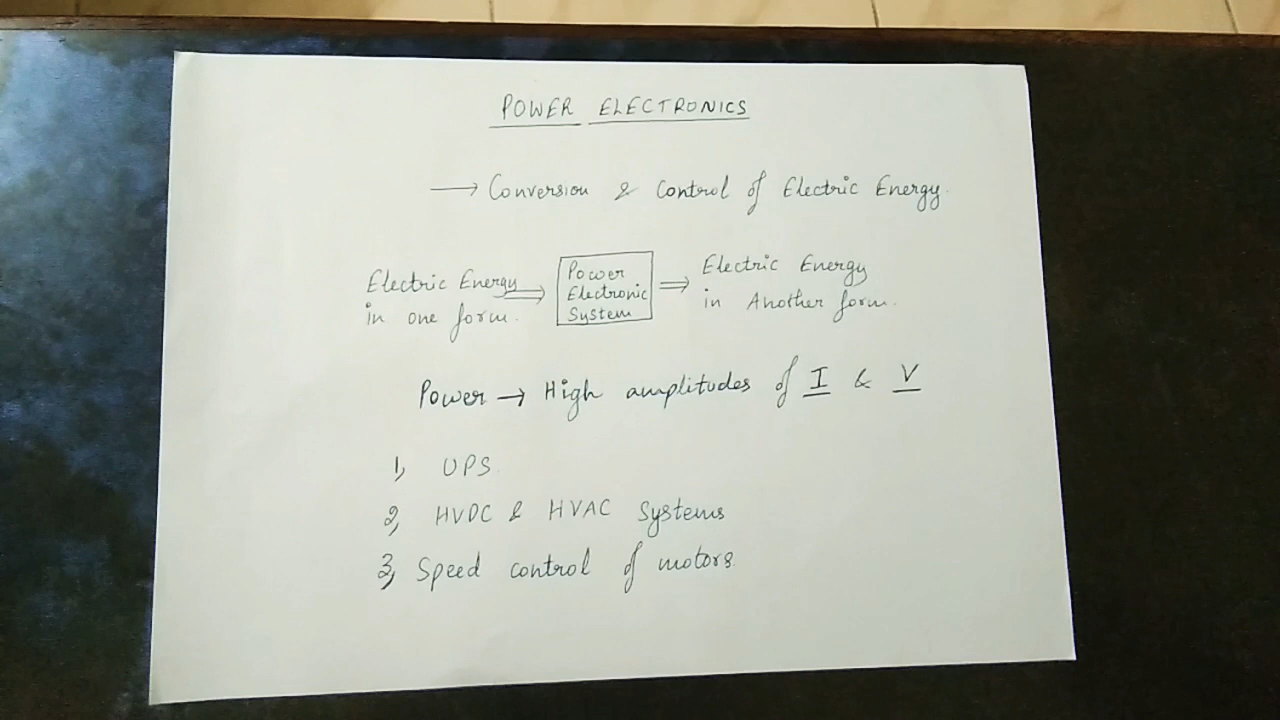 POWER ELECTRONICS
→ Conversion & Control of Electric Energy.
Electric Energy
in one form.
⇒
Power
Electronic
System
⇒
Electric Energy
in Another form.
Power → High amplitudes of I & V
1, UPS.
2, HVDC & HVAC Systems
3, Speed control of motors.